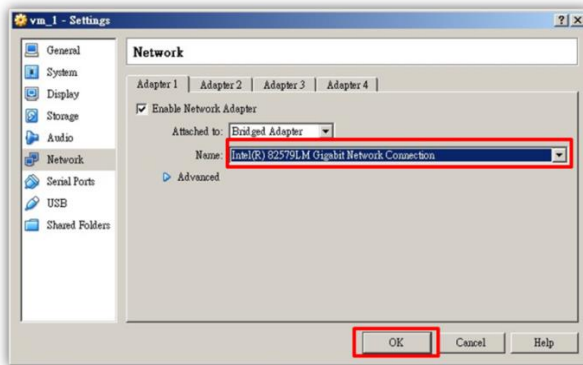 vm_1 - Settings
General
System
Display
Storage
Audio
Network
Serial Ports
USB
Shared Folders
Network
Adapter 1 Adapter 2 Adapter 3 Adapter 4
Enable Network Adapter
Attached to: Bridged Adapter
Name: Intel(R) 82579LM Gigabit Network Connection
Advanced
OK Cancel Help